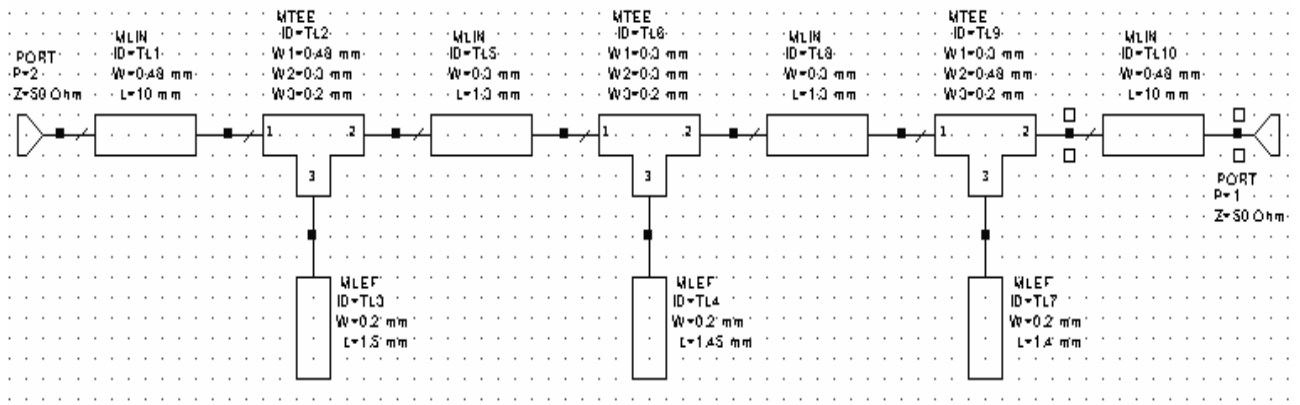 PORT
P=2
Z=50 Ohm
MLIN
ID=TL1
W=0.48 mm
L=10 mm
MTEE
ID=TL2
W1=0.48 mm
W2=0.3 mm
W3=0.2 mm
1
2
3
MLEF
ID=TL3
W=0.2 mm
L=1.5 mm
MLIN
ID=TL5
W=0.3 mm
L=1.3 mm
MTEE
ID=TL6
W1=0.3 mm
W2=0.3 mm
W3=0.2 mm
1
2
3
MLEF
ID=TL4
W=0.2 mm
L=1.45 mm
MLIN
ID=TL8
W=0.3 mm
L=1.3 mm
MTEE
ID=TL9
W1=0.3 mm
W2=0.48 mm
W3=0.2 mm
1
2
3
MLEF
ID=TL7
W=0.2 mm
L=1.4 mm
MLIN
ID=TL10
W=0.48 mm
L=10 mm
PORT
P=1
Z=50 Ohm